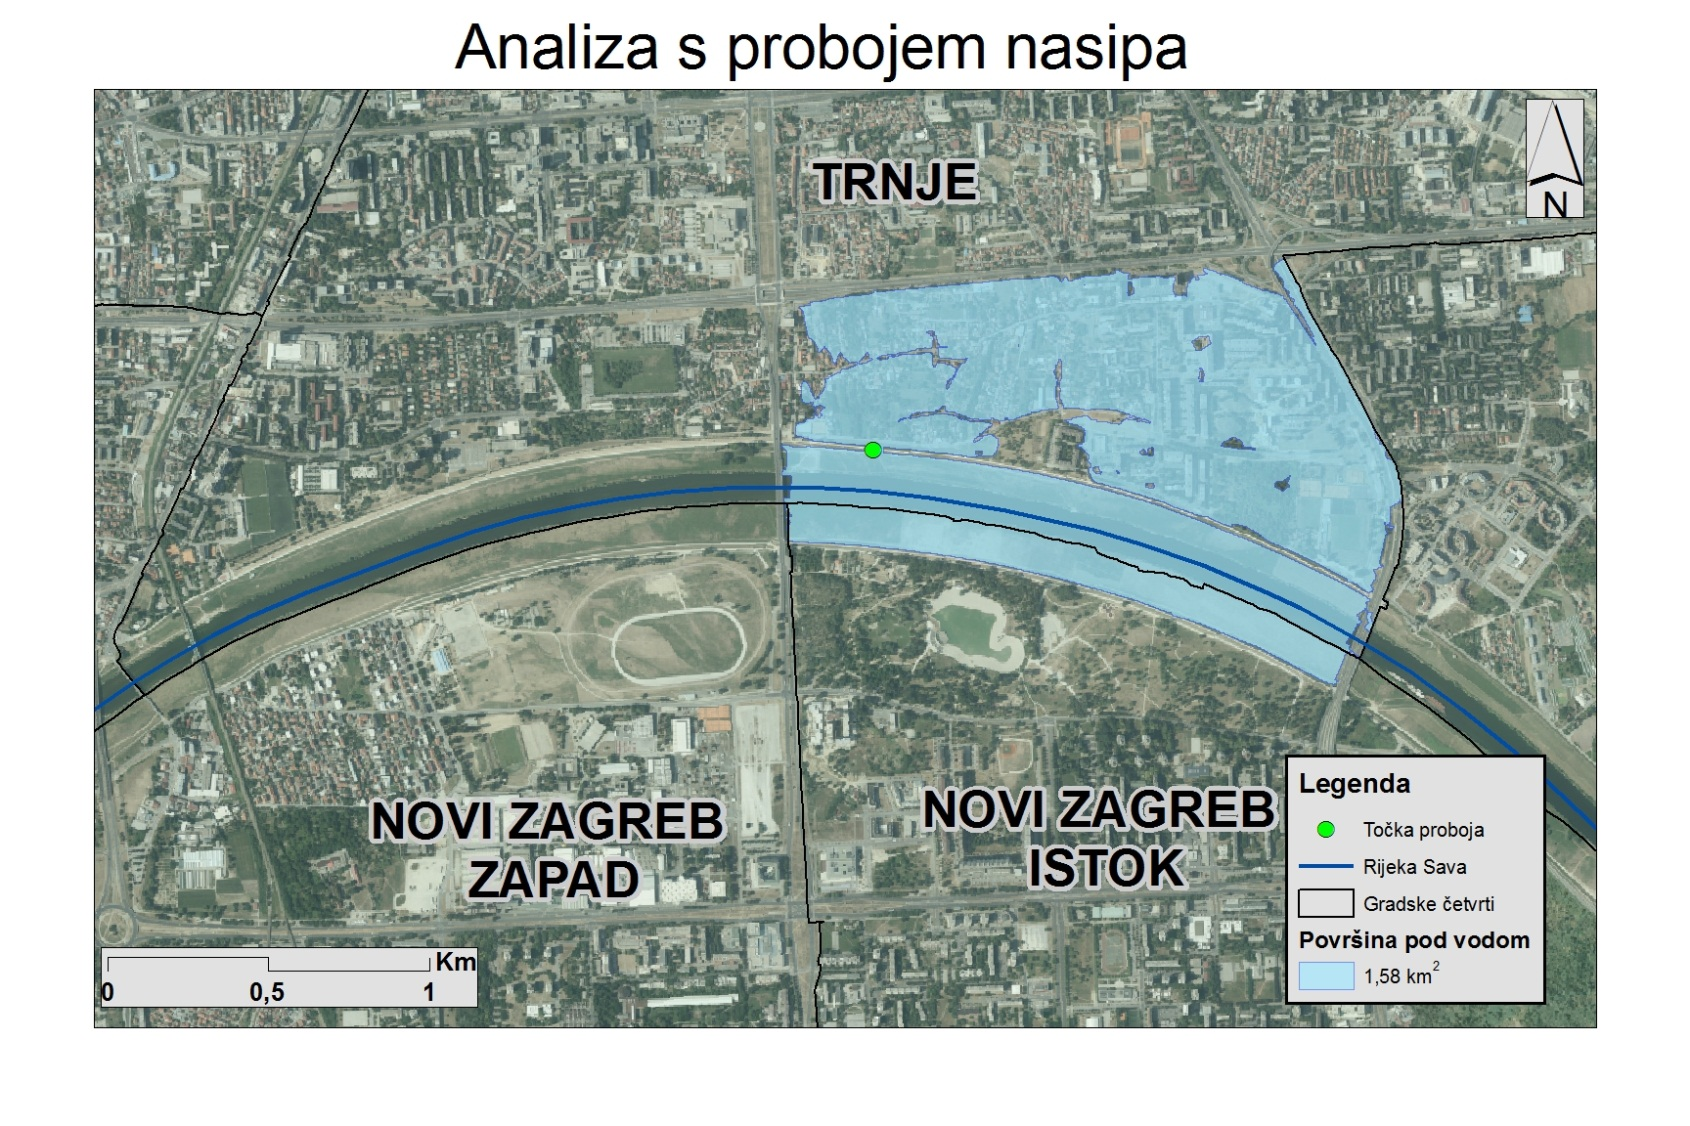 Analiza s probojem nasipa
TRNJE
N
NOVI ZAGREB
ZAPAD
NOVI ZAGREB
ISTOK
Legenda
Točka proboja
Rijeka Sava
Gradske četvrti
Površina pod vodom
1,58 km²
Km
0 0,5 1